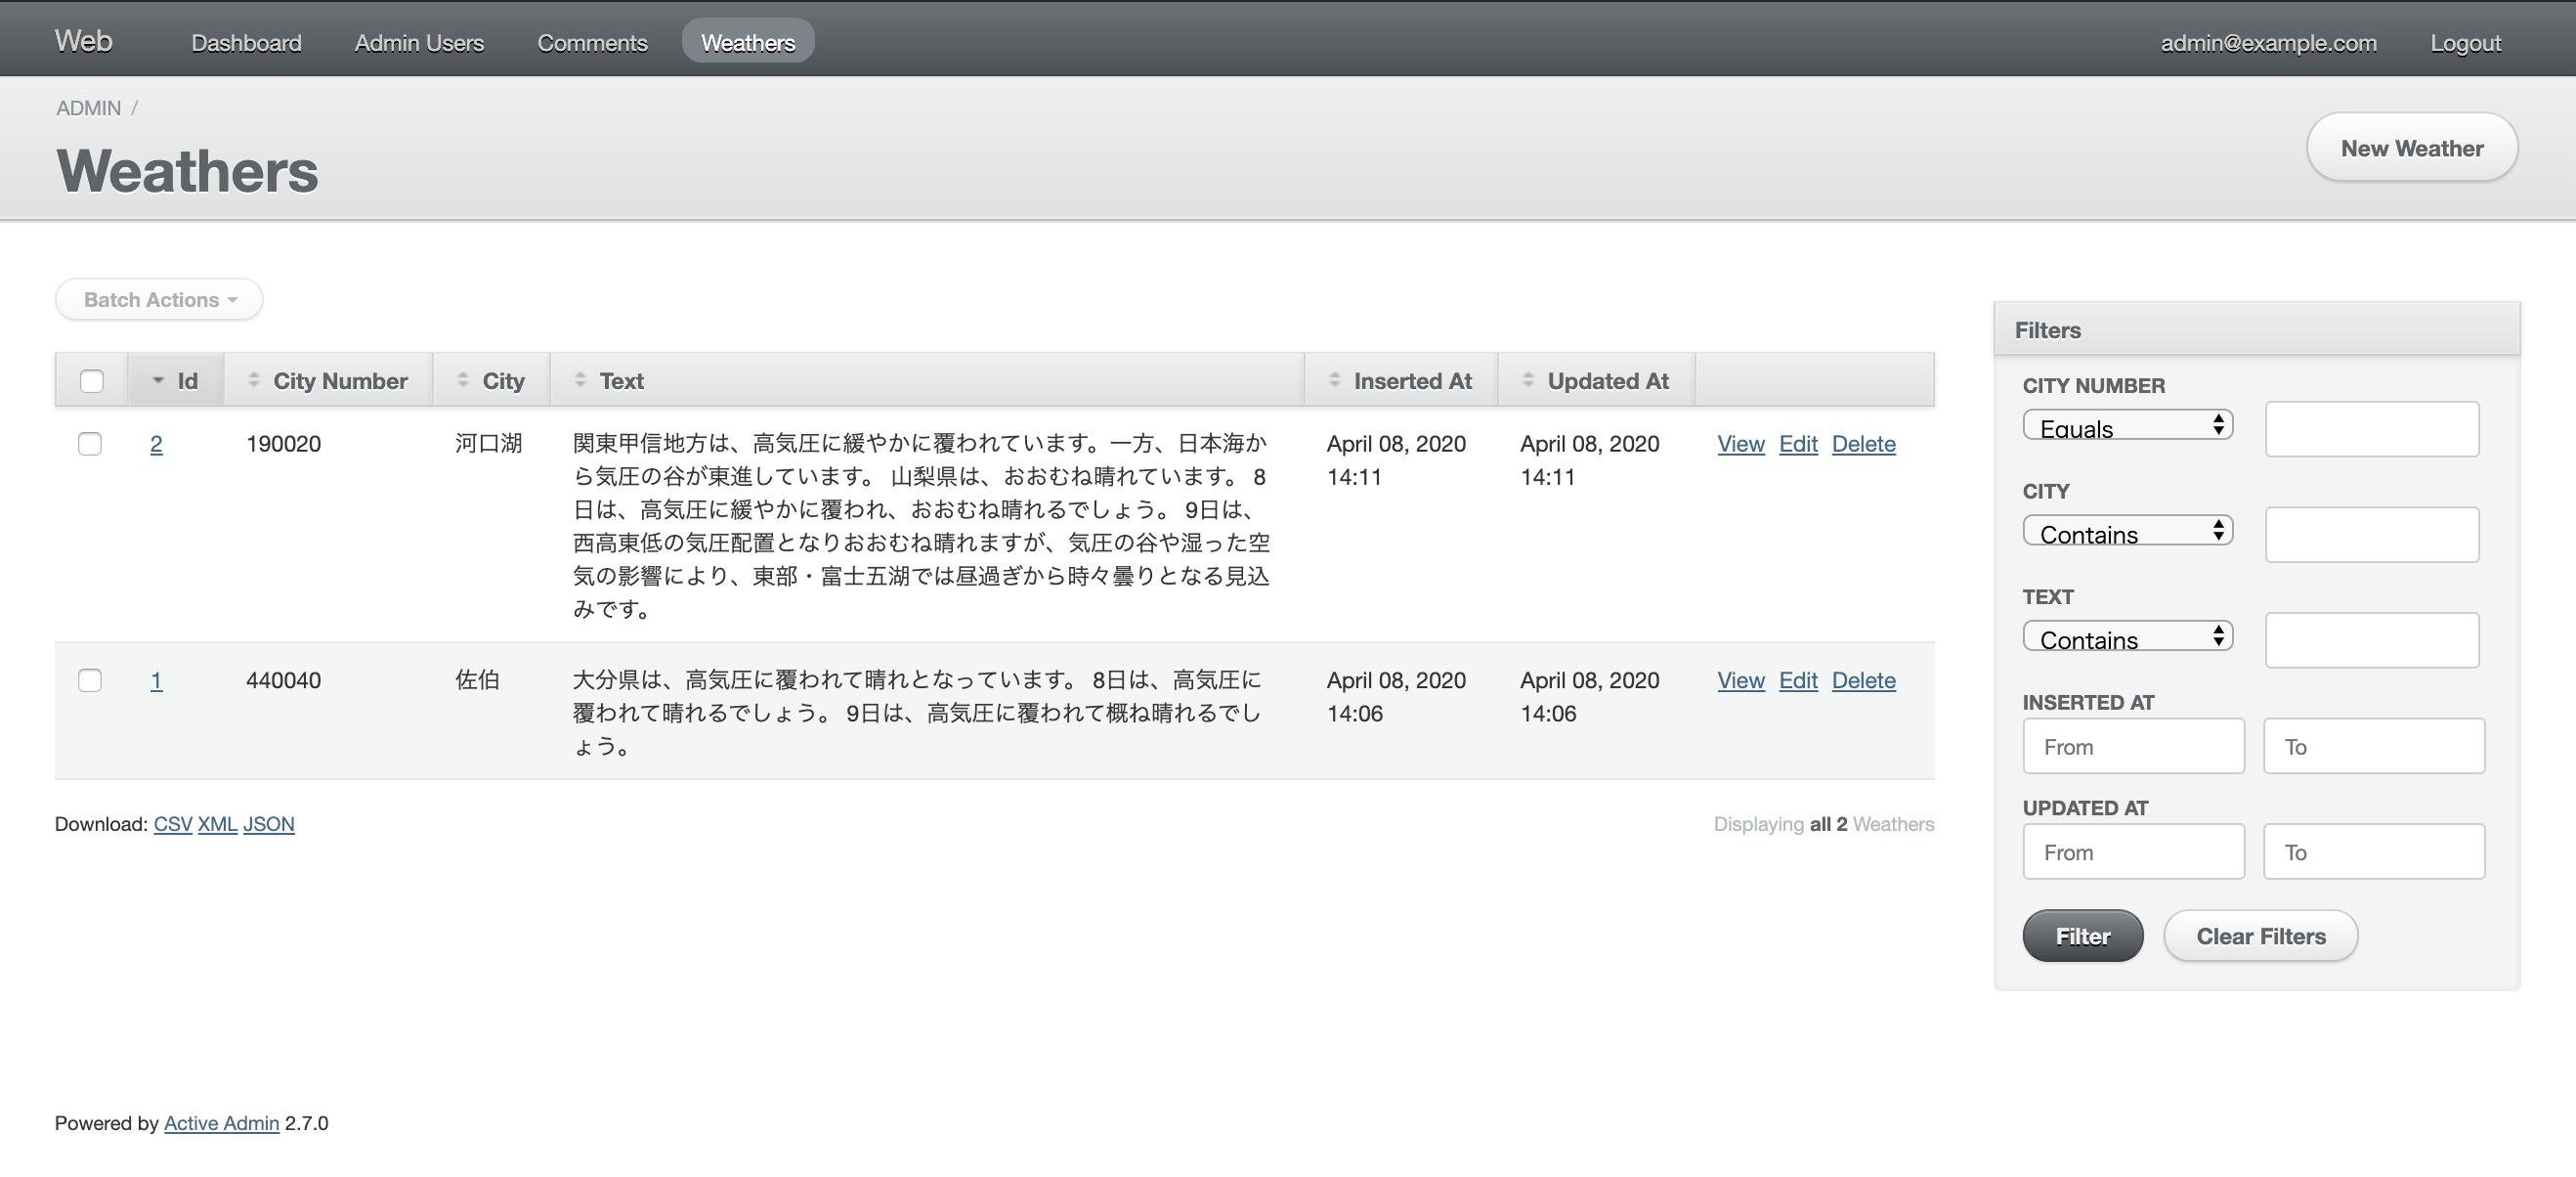 Web Dashboard Admin Users Comments Weathers admin@example.com Logout
ADMIN /
Weathers
New Weather
Batch Actions
Id City Number City Text Inserted At Updated At
2 190020 河口湖 関東甲信地方は、高気圧に緩やかに覆われています。一方、日本海か April 08, 2020 April 08, 2020 View Edit Delete
ら気圧の谷が東進しています。 山梨県は、おおむね晴れています。 8 14:11 14:11
日は、高気圧に緩やかに覆われ、おおむね晴れるでしょう。 9日は、
西高東低の気圧配置となりおおむね晴れますが、気圧の谷や湿った空
気の影響により、東部・富士五湖では昼過ぎから時々曇りとなる見込
みです。
1 440040 佐伯 大分県は、高気圧に覆われて晴れとなっています。 8日は、高気圧に April 08, 2020 April 08, 2020 View Edit Delete
覆われて晴れるでしょう。 9日は、高気圧に覆われて概ね晴れるでし 14:06 14:06
ょう。
Download: CSV XML JSON
Displaying all 2 Weathers
Filters
CITY NUMBER
Equals
CITY
Contains
TEXT
Contains
INSERTED AT
From To
UPDATED AT
From To
Filter Clear Filters
Powered by Active Admin 2.7.0